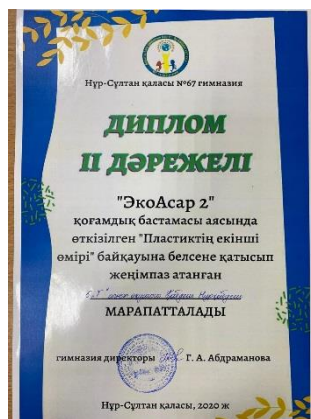 Нұр-Сұлтан қаласы №67 гимназия
ДИПЛОМ
ІІ ДӘРЕЖЕЛІ
"ЭкоАсар 2"
қоғамдық бастамасы аясында
өткізілген "Пластиктің екінші
өмірі" байқауына белсене қатысып
жеңімпаз атанған
МАРАПАТТАЛАДЫ
гимназия директоры Г. А. Абдраманова
Нұр-Сұлтан қаласы, 2020 ж